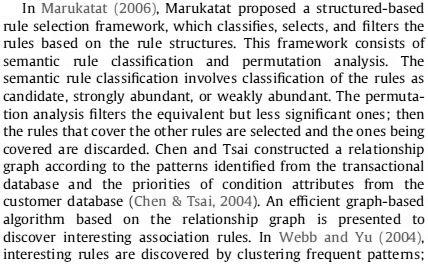 In Marukatat (2006), Marukatat proposed a structured-based
rule selection framework, which classifies, selects, and filters the
rules based on the rule structures. This framework consists of
semantic rule classification and permutation analysis. The
semantic rule classification involves classification of the rules as
candidate, strongly abundant, or weakly abundant. The permuta-
tion analysis filters the equivalent but less significant ones; then
the rules that cover the other rules are selected and the ones being
covered are discarded. Chen and Tsai constructed a relationship
graph according to the patterns identified from the transactional
database and the priorities of condition attributes from the
customer database (Chen & Tsai, 2004). An efficient graph-based
algorithm based on the relationship graph is presented to
discover interesting association rules. In Webb and Yu (2004),
interesting rules are discovered by clustering frequent patterns;